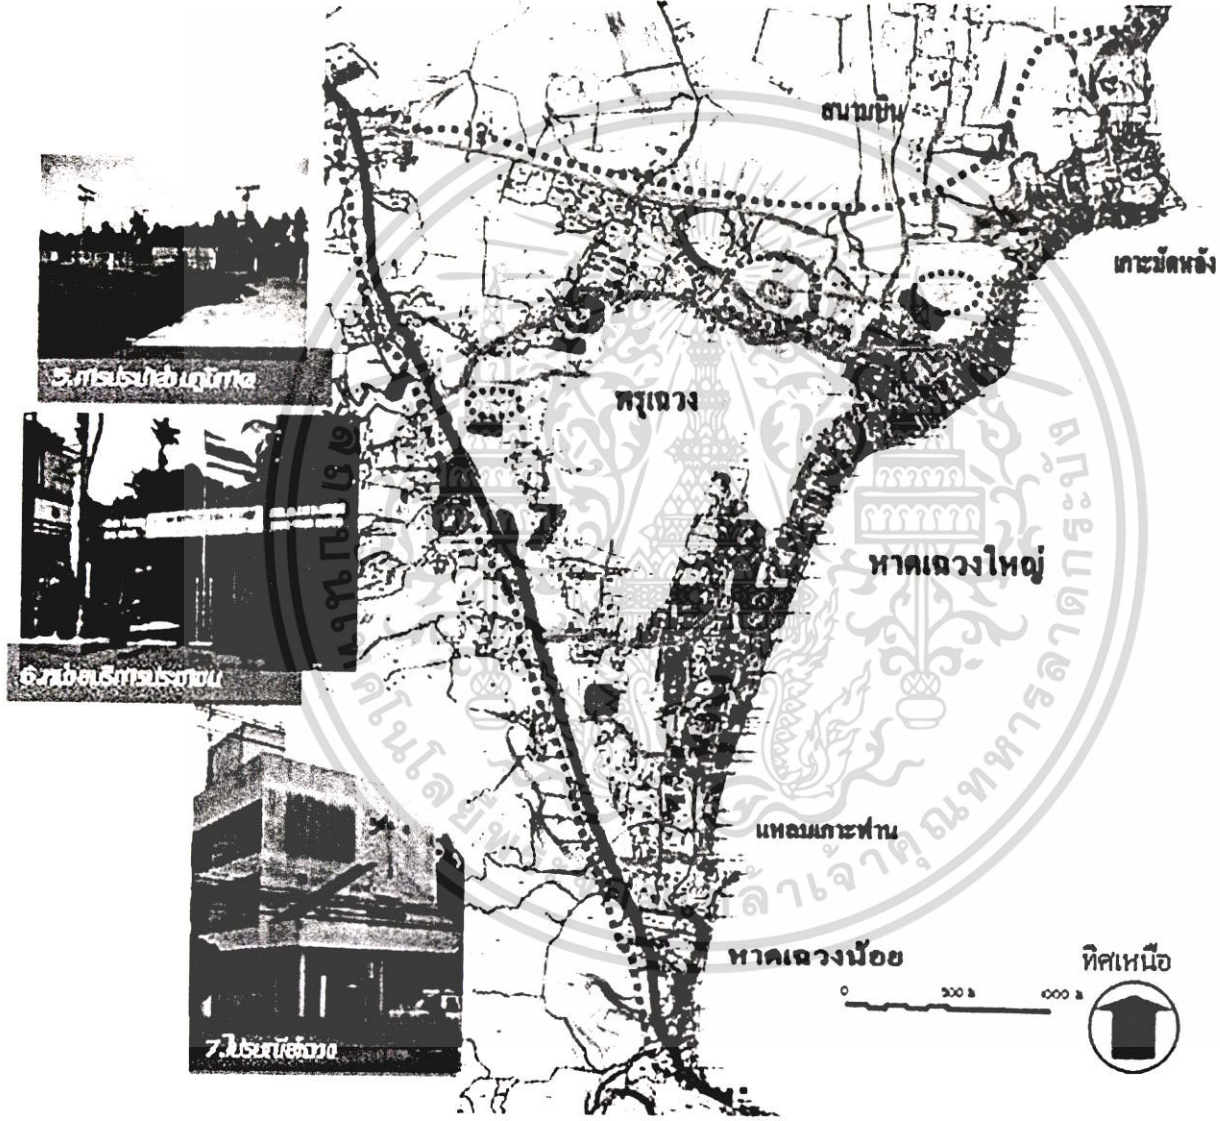 สนามบิน
เกาะมัดหลัง
5.การประปาส่วนภูมิภาค
พรุเฉวง
หาดเฉวงใหญ่
6.หน่วยบริการประชาชน
แหลมเกาะฟาน
7.ไปรษณีย์เฉวง
หาดเฉวงน้อย
ทิศเหนือ
0 500 ม 1000 ม